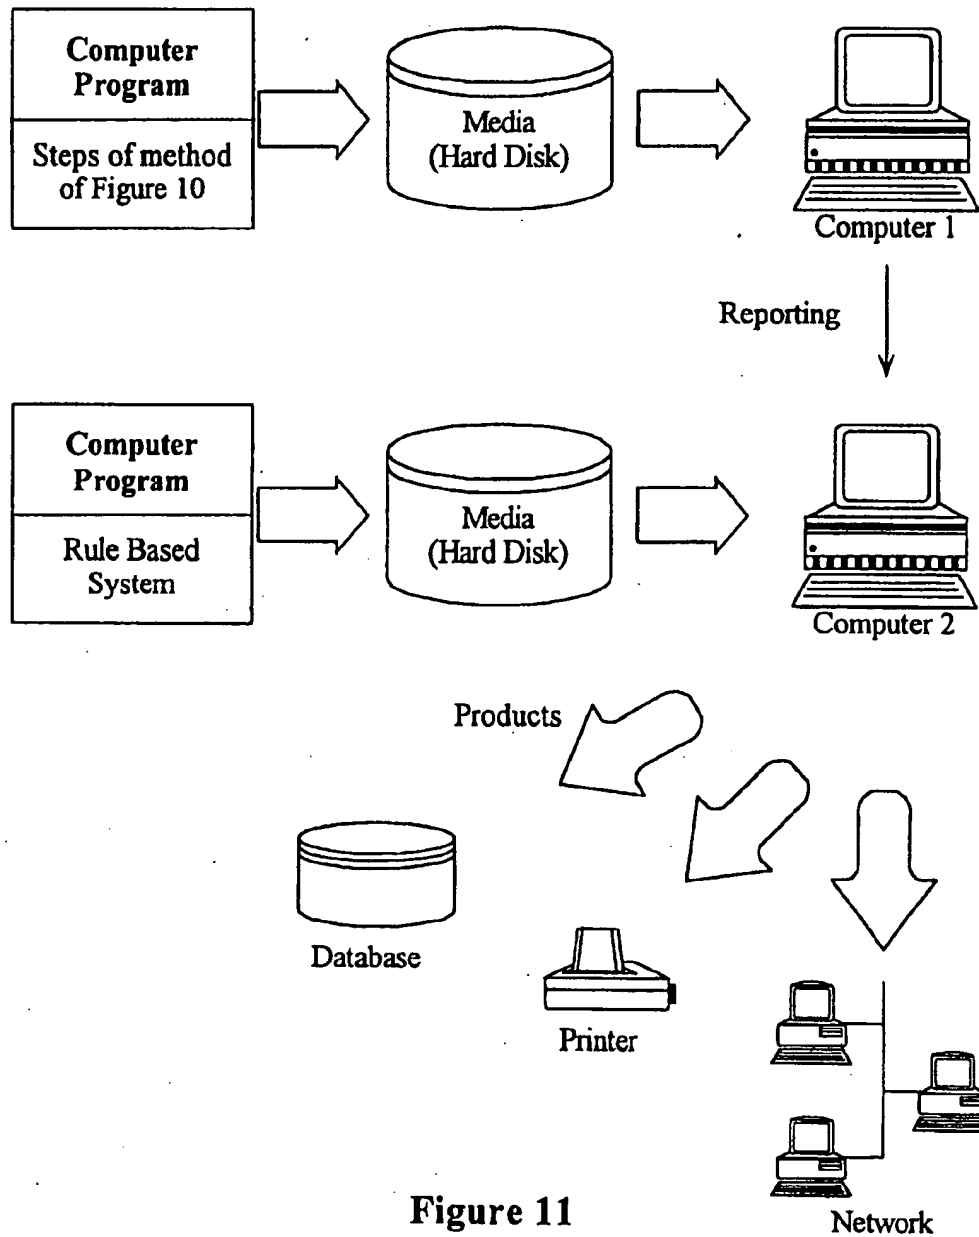 Computer
Program
Steps of method
of Figure 10
Media
(Hard Disk)
Computer 1
Reporting
Computer
Program
Rule Based
System
Media
(Hard Disk)
Computer 2
Products
Database
Printer
Network
Figure 11